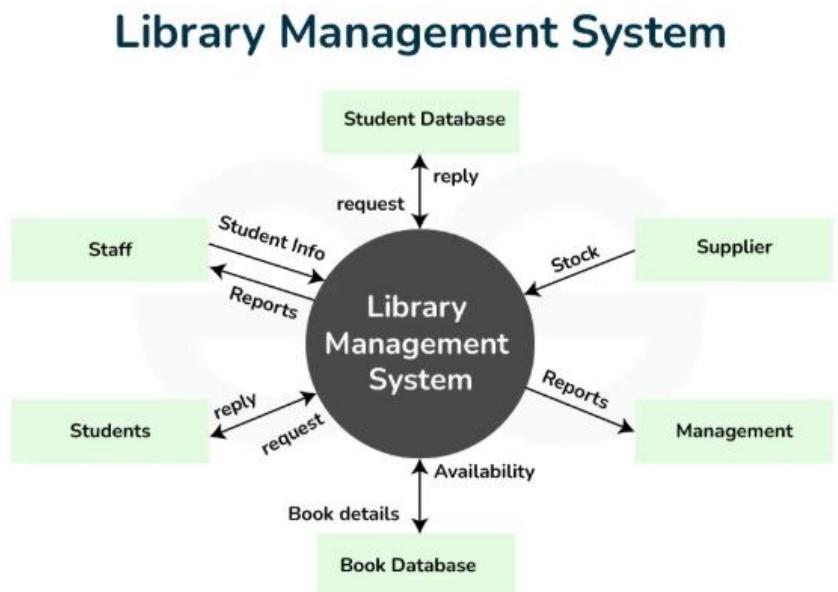 Library Management System
Student Database
reply
request
Staff
Student Info
Reports
Supplier
Stock
Library
Management
System
Students
reply
request
Reports
Management
Availability
Book details
Book Database